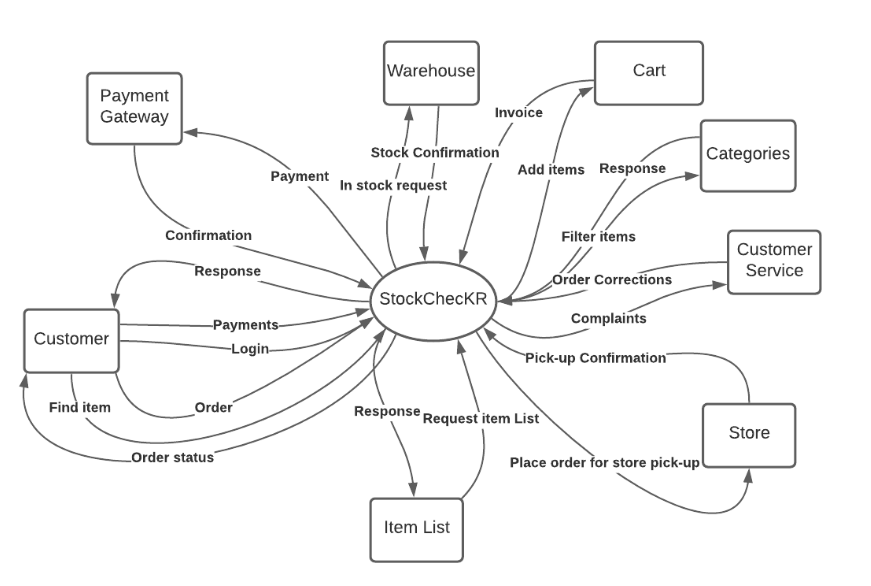 Warehouse
Cart
Payment
Gateway
Invoice
Stock Confirmation
Categories
Add items
Response
Payment
In stock request
Confirmation
Filter items
Customer
Service
Response
Order Corrections
StockChecKR
Payments
Complaints
Customer
Login
Pick-up Confirmation
Find item
Order
Response
Request item List
Store
Order status
Place order for store pick-up
Item List